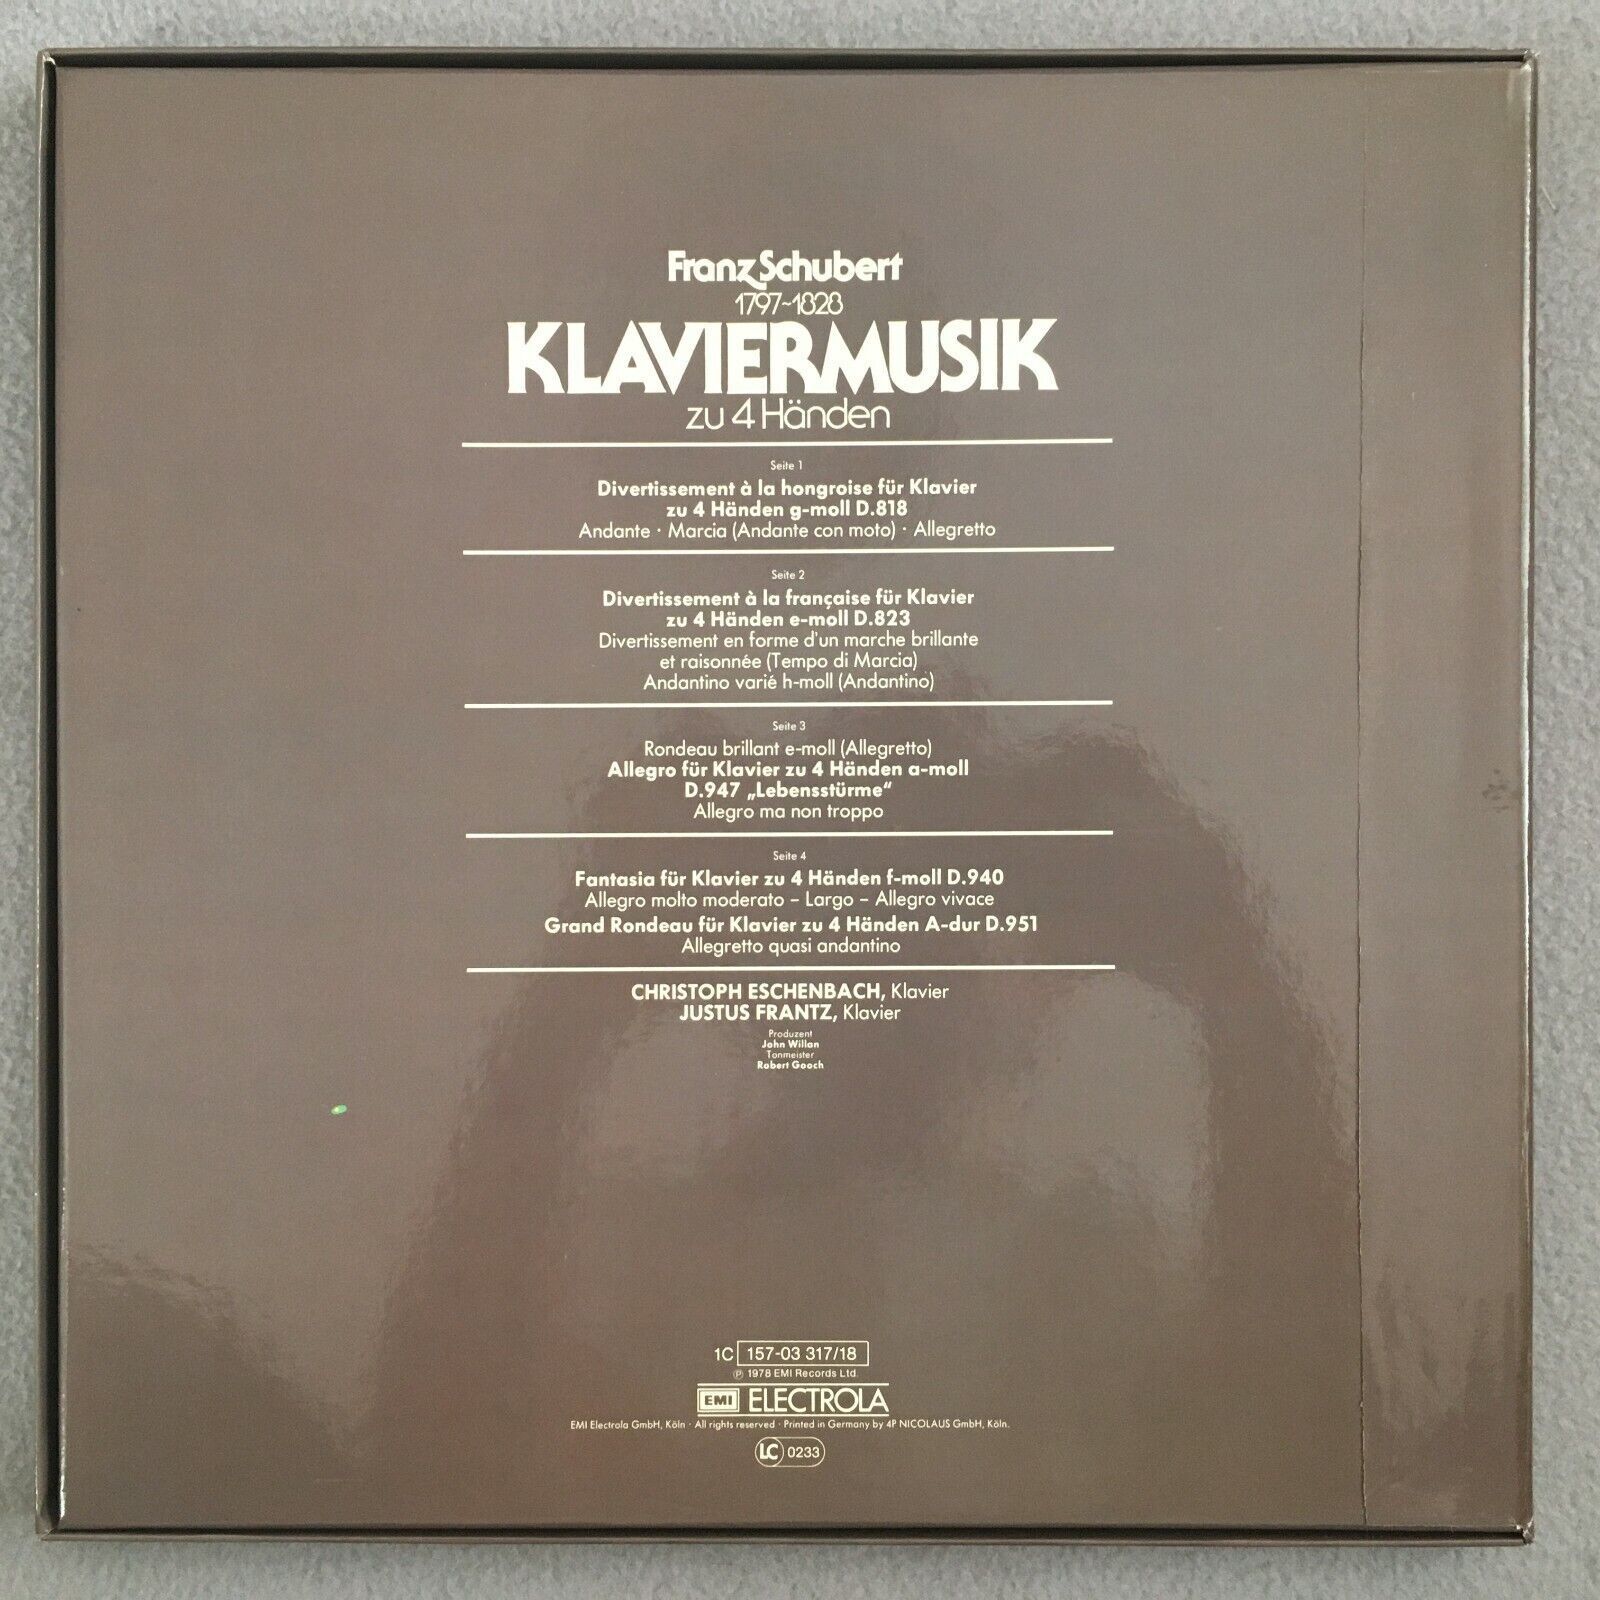 Franz Schubert
1797~1828
KLAVIERMUSIK
zu 4 Händen
Seite 1
Divertissement à la hongroise für Klavier
zu 4 Händen g-moll D.818
Andante · Marcia (Andante con moto) · Allegretto
Seite 2
Divertissement à la française für Klavier
zu 4 Händen e-moll D.823
Divertissement en forme d'un marche brillante
et raisonnée (Tempo di Marcia)
Andantino varié h-moll (Andantino)
Seite 3
Rondeau brillant e-moll (Allegretto)
Allegro für Klavier zu 4 Händen a-moll
D.947 „Lebensstürme“
Allegro ma non troppo
Seite 4
Fantasia für Klavier zu 4 Händen f-moll D.940
Allegro molto moderato – Largo – Allegro vivace
Grand Rondeau für Klavier zu 4 Händen A-dur D.951
Allegretto quasi andantino
CHRISTOPH ESCHENBACH, Klavier
JUSTUS FRANTZ, Klavier
Produzent
John Willan
Tonmeister
Robert Gooch
1C 157-03 317/18
℗ 1978 EMI Records Ltd.
EMI ELECTROLA
EMI Electrola GmbH, Köln · All rights reserved · Printed in Germany by 4P NICOLAUS GmbH, Köln.
LC 0233